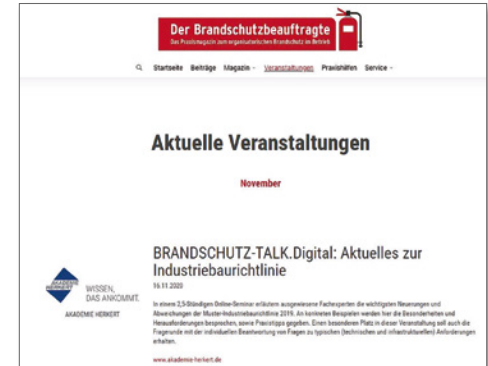 Der Brandschutzbeauftragte
Das Praxismagazin zum organisatorischen Brandschutz im Betrieb
Startseite Beiträge Magazin Veranstaltungen Praxishilfen Service
Aktuelle Veranstaltungen
November
BRANDSCHUTZ-TALK.Digital: Aktuelles zur
Industriebaurichtlinie
16.11.2020
AKADEMIE
HERKERT
WISSEN,
DAS ANKOMMT.
AKADEMIE HERKERT
In einem 2,5-Ständigen Online-Seminar erläutern ausgewiesene Fachexperten die wichtigsten Neuerungen und
Abweichungen der Muster-Industriebaurichtlinie 2019. An konkreten Beispielen werden hier die Besonderheiten und
Herausforderungen besprochen, sowie Praxistipps gegeben. Einen besonderen Platz in dieser Veranstaltung soll auch die
Fragerunde mit der individuellen Beantwortung von Fragen zu typischen (technischen und infrastrukturellen) Anforderungen
erhalten.
www.akademie-herkert.de